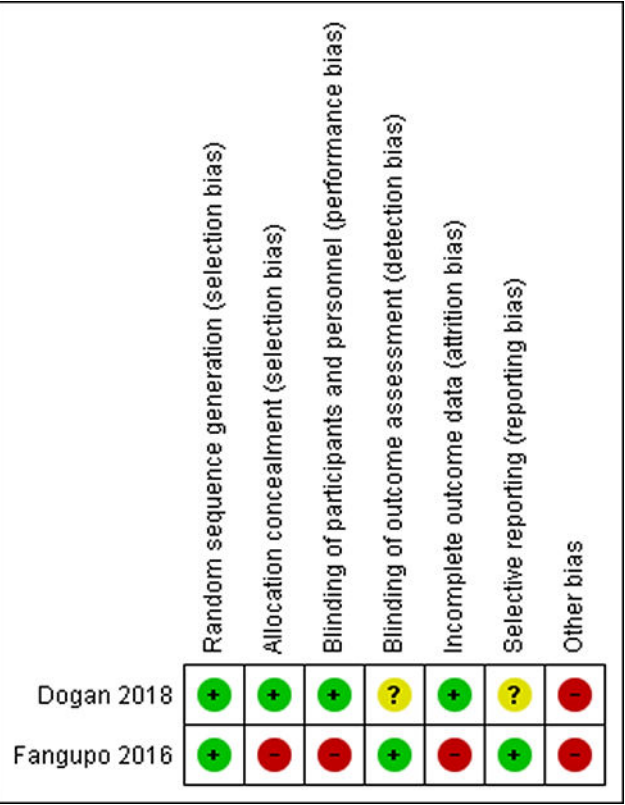 Random sequence generation (selection bias)
Allocation concealment (selection bias)
Blinding of participants and personnel (performance bias)
Blinding of outcome assessment (detection bias)
Incomplete outcome data (attrition bias)
Selective reporting (reporting bias)
Other bias
Dogan 2018 + + + ? + ? -
Fangupo 2016 + - - + - + -